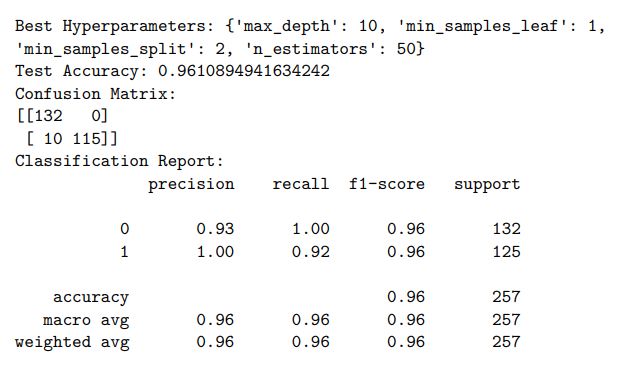 Best Hyperparameters: {'max_depth': 10, 'min_samples_leaf': 1,
'min_samples_split': 2, 'n_estimators': 50}
Test Accuracy: 0.9610894941634242
Confusion Matrix:
[[132   0]
 [ 10 115]]
Classification Report:
              precision    recall  f1-score   support

           0       0.93      1.00      0.96       132
           1       1.00      0.92      0.96       125

    accuracy                           0.96       257
   macro avg       0.96      0.96      0.96       257
weighted avg       0.96      0.96      0.96       257